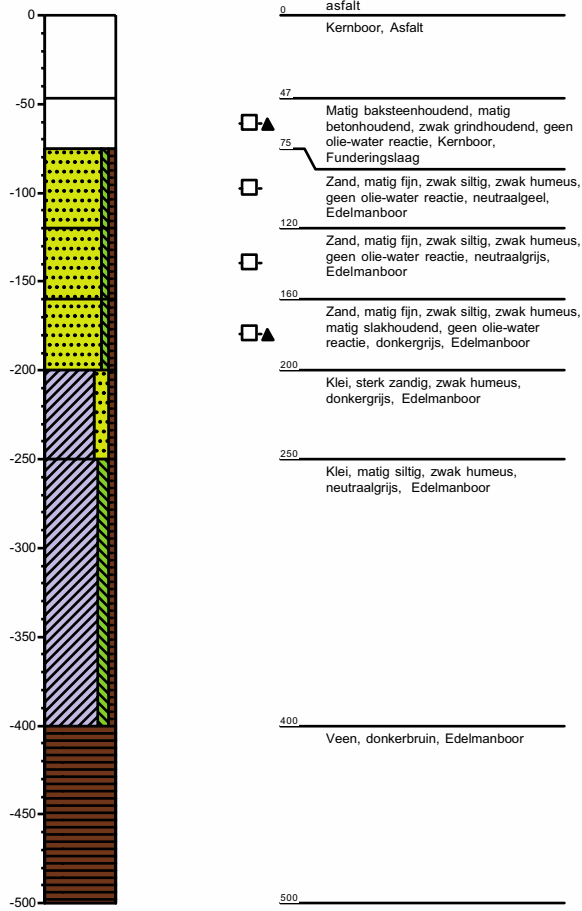 0
-50
-100
-150
-200
-250
-300
-350
-400
-450
-500
0 asfalt
Kernboor, Asfalt
47
Matig baksteenhoudend, matig
betonhoudend, zwak grindhoudend, geen
olie-water reactie, Kernboor,
Funderingslaag
75
Zand, matig fijn, zwak siltig, zwak humeus,
geen olie-water reactie, neutraalgeel,
Edelmanboor
120
Zand, matig fijn, zwak siltig, zwak humeus,
geen olie-water reactie, neutraalgrijs,
Edelmanboor
160
Zand, matig fijn, zwak siltig, zwak humeus,
matig slakhoudend, geen olie-water
reactie, donkergrijs, Edelmanboor
200
Klei, sterk zandig, zwak humeus,
donkergrijs, Edelmanboor
250
Klei, matig siltig, zwak humeus,
neutraalgrijs, Edelmanboor
400
Veen, donkerbruin, Edelmanboor
500